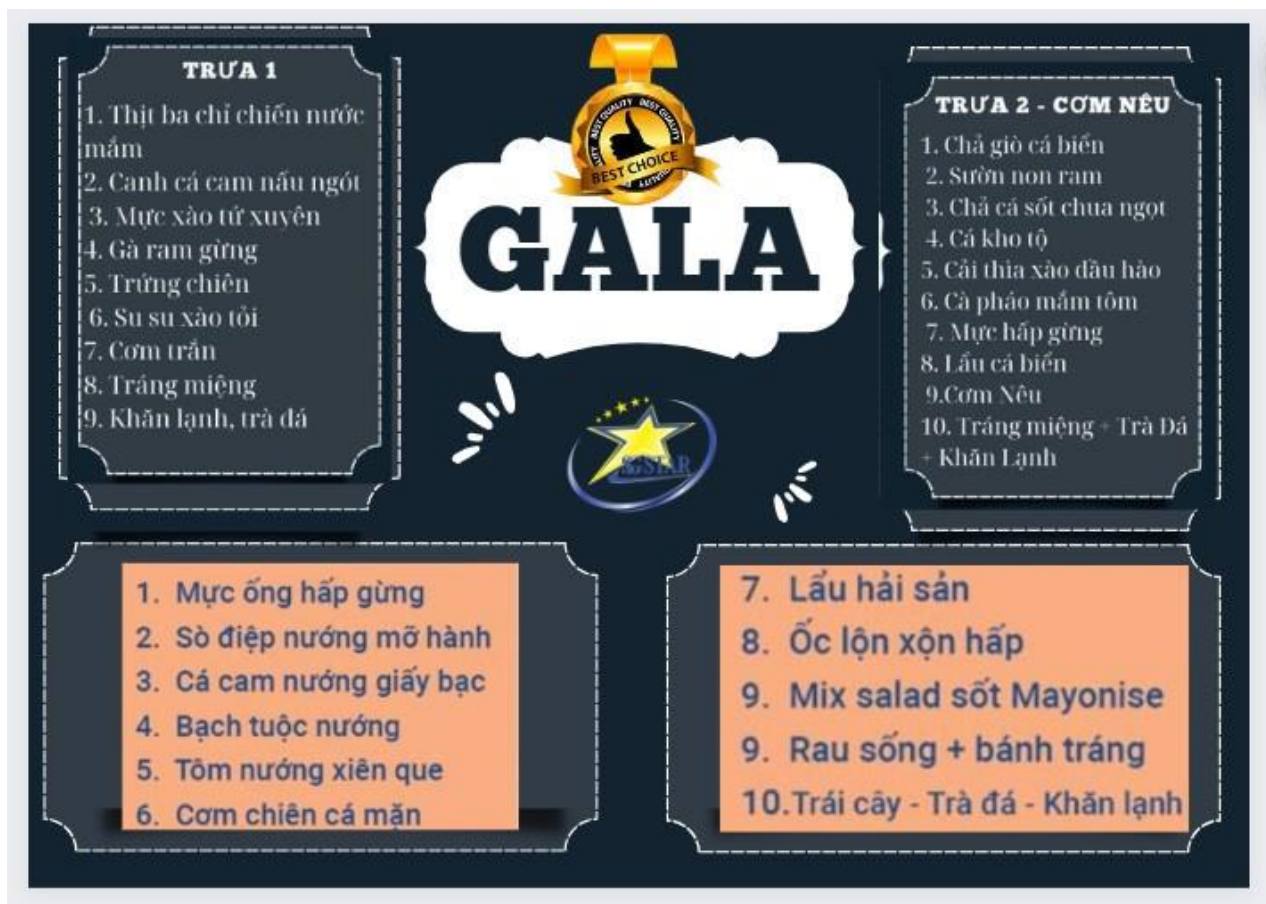 TRƯA 1
1. Thịt ba chỉ chiến nước
mắm
2. Canh cá cam nấu ngót
3. Mực xào tứ xuyên
4. Gà ram gừng
5. Trứng chiên
6. Su su xào tỏi
7. Cơm trắn
8. Tráng miệng
9. Khăn lạnh, trà đá
BEST QUALITY
BEST QUALITY
BEST CHOICE
GALA
SGSTAR
TRƯA 2 - CƠM NÊU
1. Chả giò cá biển
2. Sườn non ram
3. Chả cá sốt chua ngọt
4. Cá kho tộ
5. Cải thìa xào dầu hào
6. Cà pháo mắm tôm
7. Mực hấp gừng
8. Lẩu cá biển
9.Cơm Nêu
10. Tráng miệng + Trà Đá
+ Khăn Lạnh
1. Mực ống hấp gừng
2. Sò điệp nướng mỡ hành
3. Cá cam nướng giấy bạc
4. Bạch tuộc nướng
5. Tôm nướng xiên que
6. Cơm chiên cá mặn
7. Lẩu hải sản
8. Ốc lộn xộn hấp
9. Mix salad sốt Mayonise
9. Rau sống + bánh tráng
10.Trái cây - Trà đá - Khăn lạnh